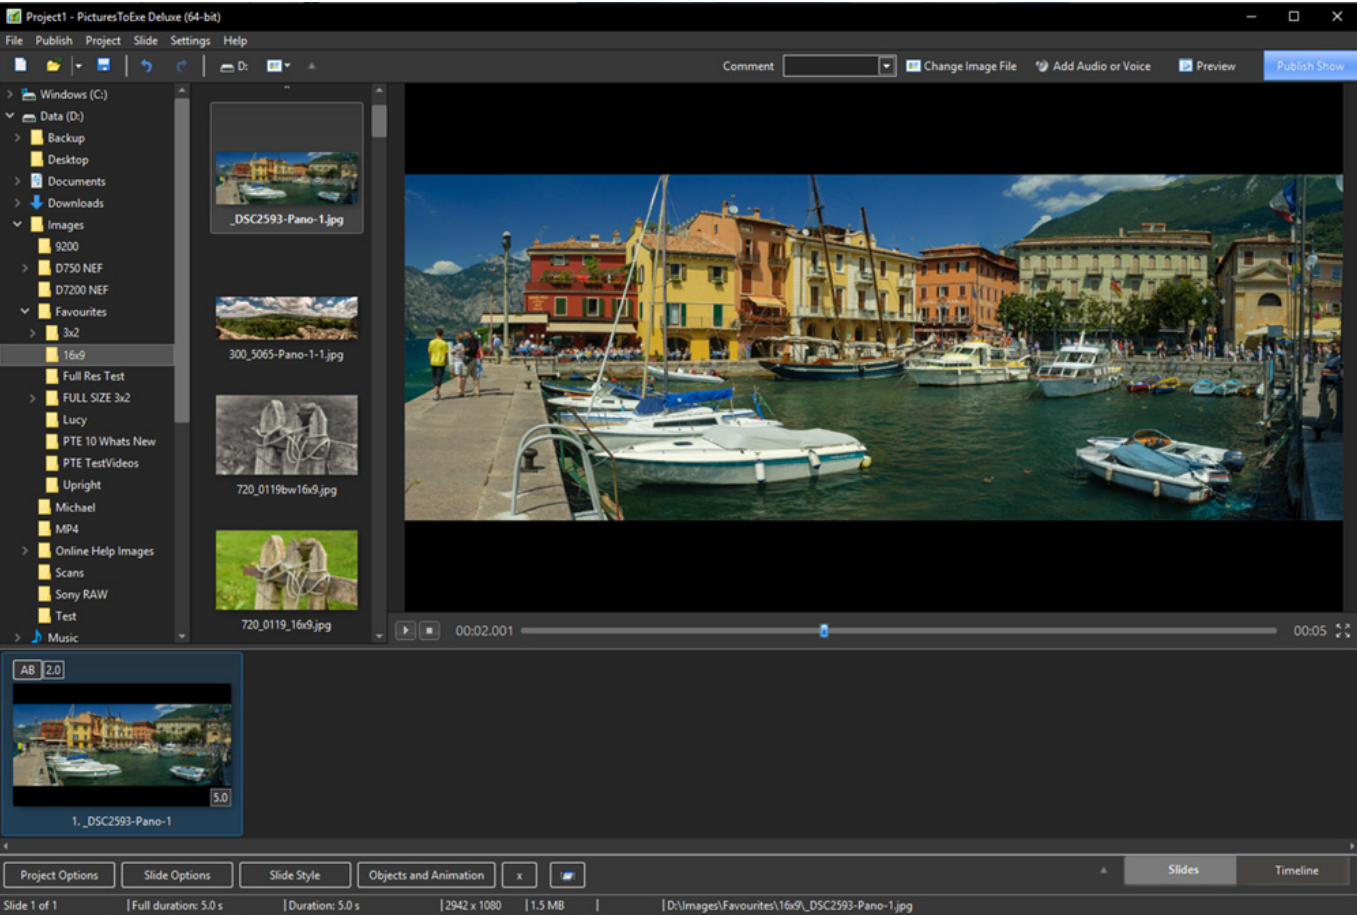 Project1 - PicturesToExe Deluxe (64-bit)
File Publish Project Slide Settings Help
D: Comment Change Image File Add Audio or Voice Preview Publish Show
Windows (C:)
Data (D:)
Backup
Desktop
Documents
Downloads
Images
9200
D750 NEF
D7200 NEF
Favourites
3x2
16x9
Full Res Test
FULL SIZE 3x2
Lucy
PTE 10 Whats New
PTE TestVideos
Upright
Michael
MP4
Online Help Images
Scans
Sony RAW
Test
Music
_DSC2593-Pano-1.jpg
300_5065-Pano-1-1.jpg
720_0119bw16x9.jpg
720_0119_16x9.jpg
00:02.001 00:05
AB 2.0
5.0
1. _DSC2593-Pano-1
Project Options Slide Options Slide Style Objects and Animation x Slides Timeline
Slide 1 of 1 | Full duration: 5.0 s | Duration: 5.0 s | 2942 x 1080 | 1.5 MB | | D:\Images\Favourites\16x9\_DSC2593-Pano-1.jpg